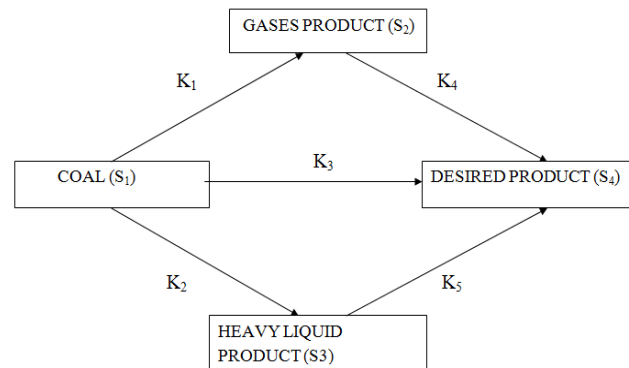 GASES PRODUCT (S₂)
K₁
K₄
COAL (S₁)
K₃
DESIRED PRODUCT (S₄)
K₂
K₅
HEAVY LIQUID
PRODUCT (S3)